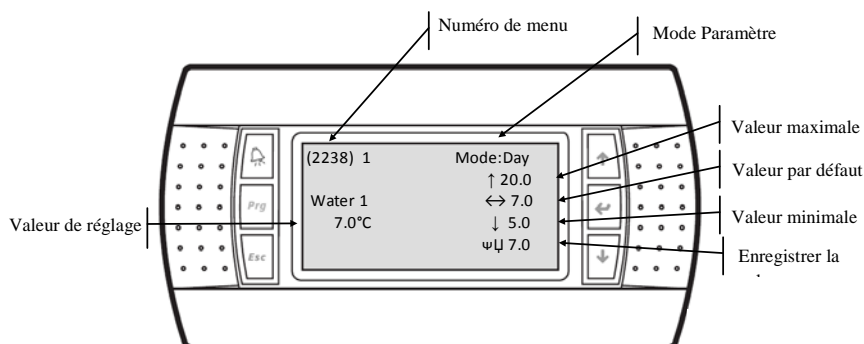 Numéro de menu
Mode Paramètre
(2238) 1 Mode:Day
↑ 20.0
Water 1 ↔ 7.0
7.0°C ↓ 5.0
7.0
Prg
Esc
Valeur de réglage
Valeur maximale
Valeur par défaut
Valeur minimale
Enregistrer la